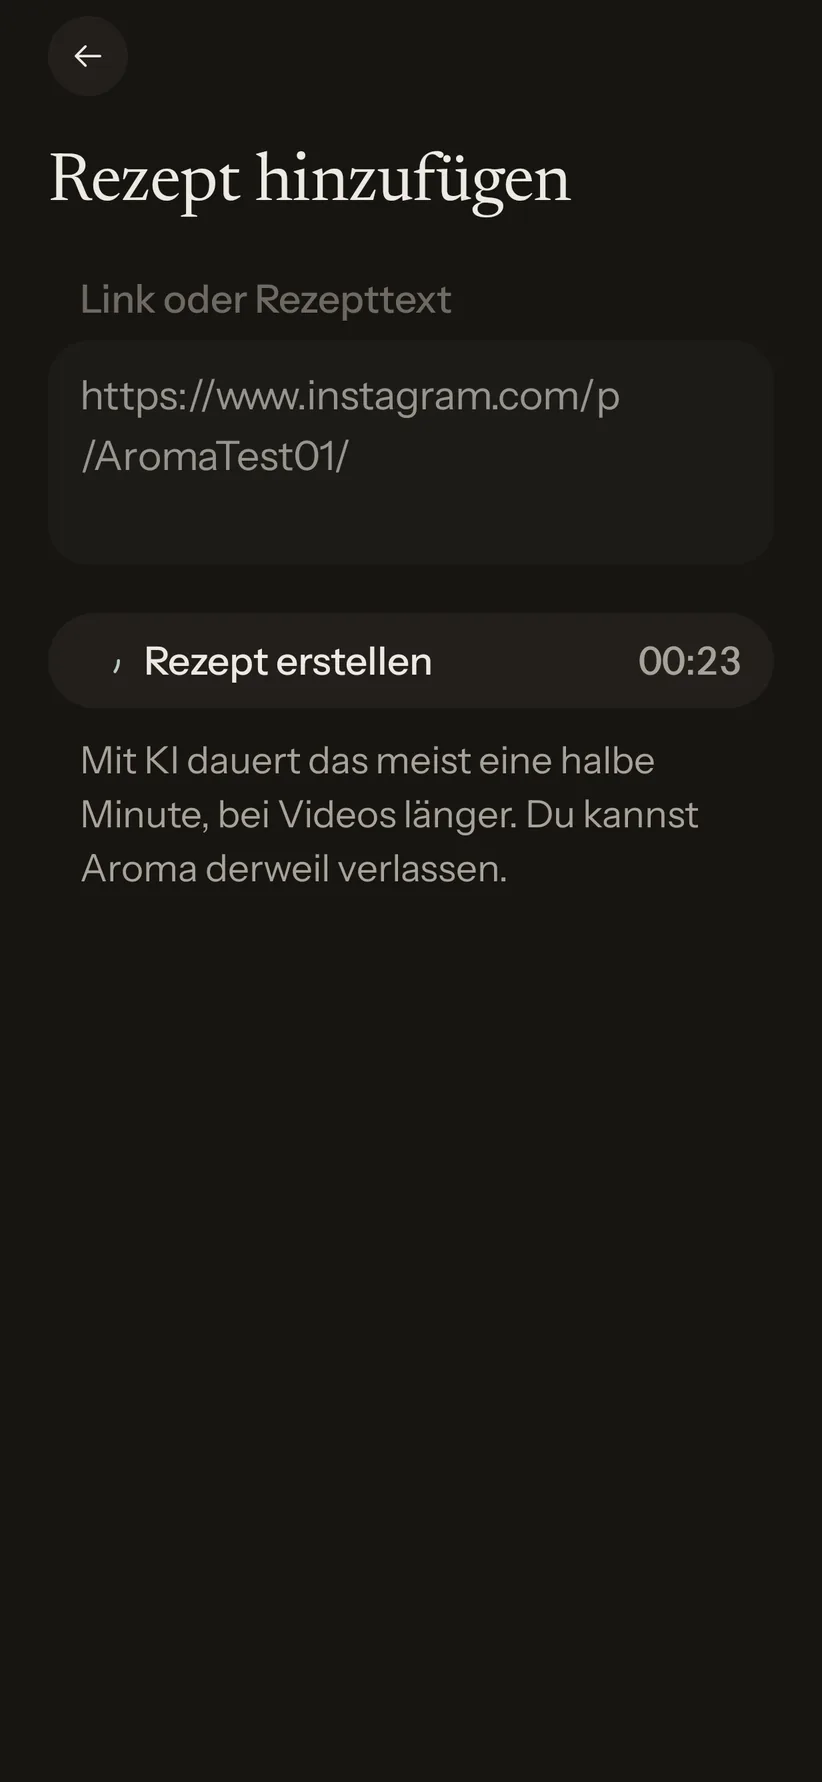 Rezept hinzufügen
Link oder Rezepttext
https://www.instagram.com/p
/AromaTest01/
Rezept erstellen 00:23
Mit KI dauert das meist eine halbe
Minute, bei Videos länger. Du kannst
Aroma derweil verlassen.